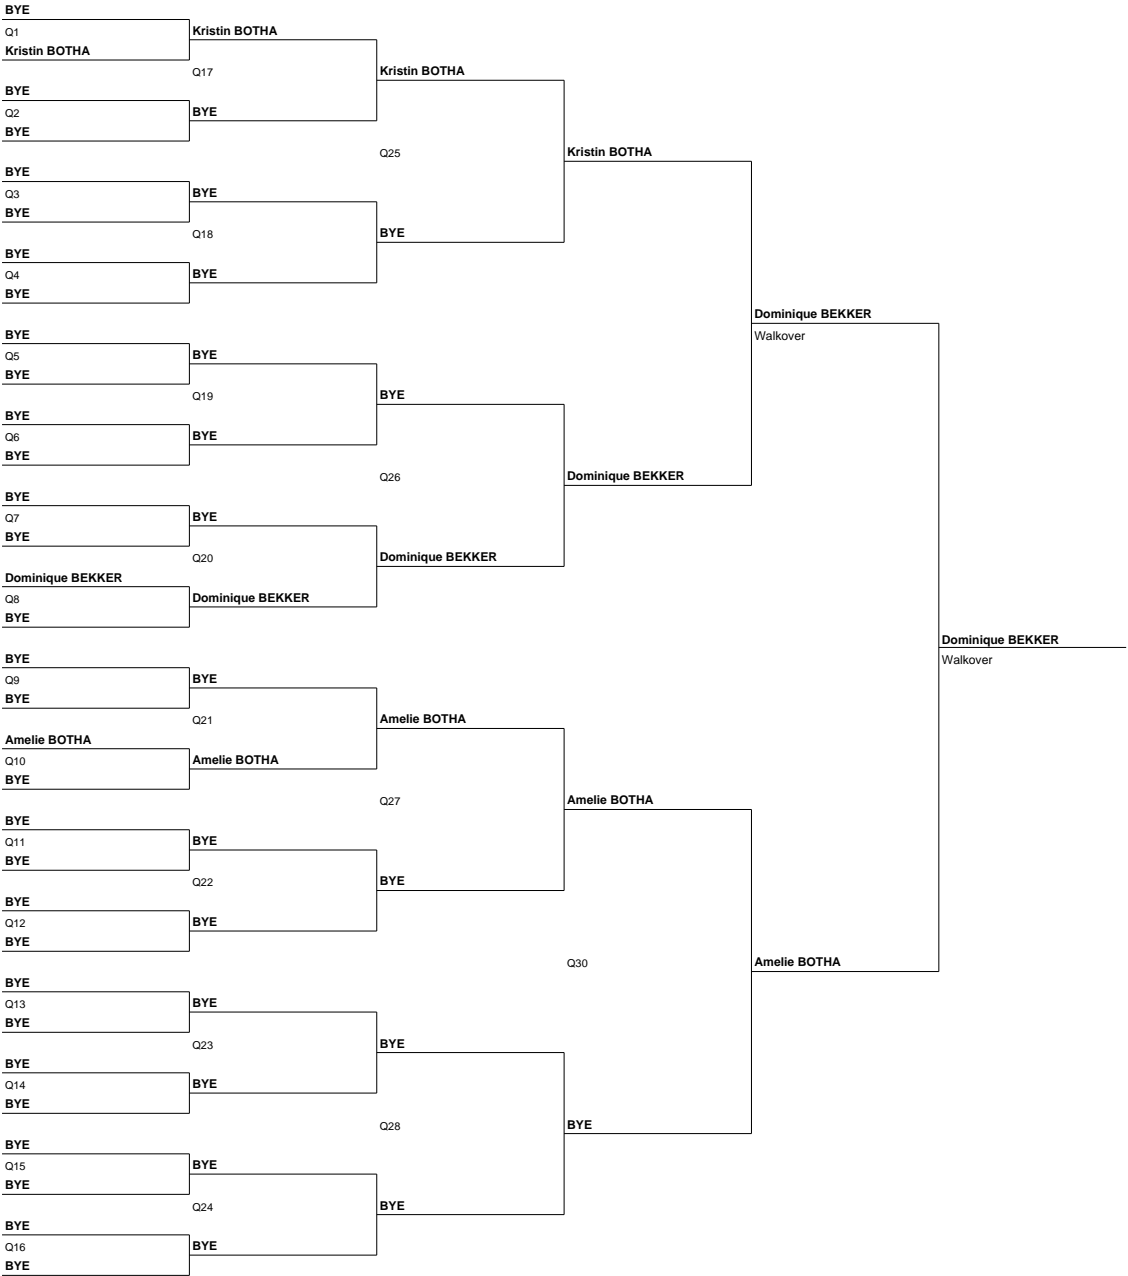 BYE
Q1
Kristin BOTHA
Kristin BOTHA
Q17
Kristin BOTHA
BYE
Q2
BYE
BYE
Q25
Kristin BOTHA
BYE
Q3
BYE
BYE
Q18
BYE
BYE
Q4
BYE
BYE
Dominique BEKKER
Walkover
BYE
Q5
BYE
BYE
Q19
BYE
BYE
Q6
BYE
BYE
Q26
Dominique BEKKER
BYE
Q7
BYE
BYE
Q20
Dominique BEKKER
Dominique BEKKER
Q8
BYE
Dominique BEKKER
Dominique BEKKER
Walkover
BYE
Q9
BYE
BYE
Q21
Amelie BOTHA
Amelie BOTHA
Q10
BYE
Amelie BOTHA
Q27
Amelie BOTHA
BYE
Q11
BYE
BYE
Q22
BYE
BYE
Q12
BYE
BYE
Q30
Amelie BOTHA
BYE
Q13
BYE
BYE
Q23
BYE
BYE
Q14
BYE
BYE
Q28
BYE
BYE
Q15
BYE
BYE
Q24
BYE
BYE
Q16
BYE
BYE